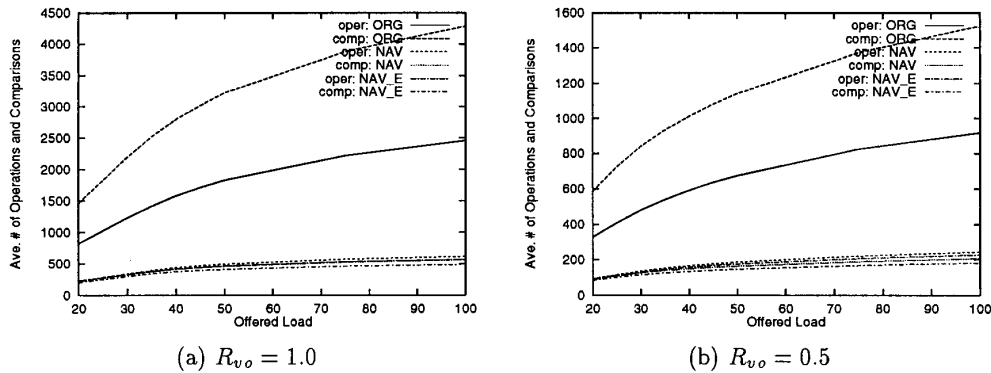 Ave. # of Operations and Comparisons
4500
4000
3500
3000
2500
2000
1500
1000
500
0
oper: ORG
comp: ORG
oper: NAV
comp: NAV
oper: NAV_E
comp: NAV_E
20 30 40 50 60 70 80 90 100
Offered Load
(a) R_{vo} = 1.0
Ave. # of Operations and Comparisons
1600
1400
1200
1000
800
600
400
200
0
oper: ORG
comp: ORG
oper: NAV
comp: NAV
oper: NAV_E
comp: NAV_E
20 30 40 50 60 70 80 90 100
Offered Load
(b) R_{vo} = 0.5